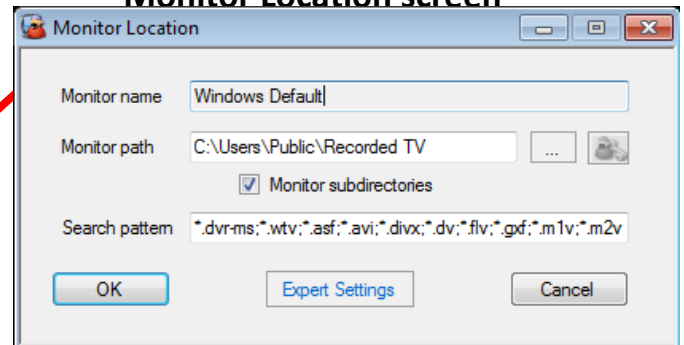 Monitor Location screen
Monitor Location
Monitor name Windows Default
Monitor path C:\Users\Public\Recorded TV ...
Monitor subdirectories
Search pattern *.dvr-ms;*.wtv;*.asf;*.avi;*.divx;*.dv;*.flv;*.gxf;*.m1v;*.m2v
OK Expert Settings Cancel